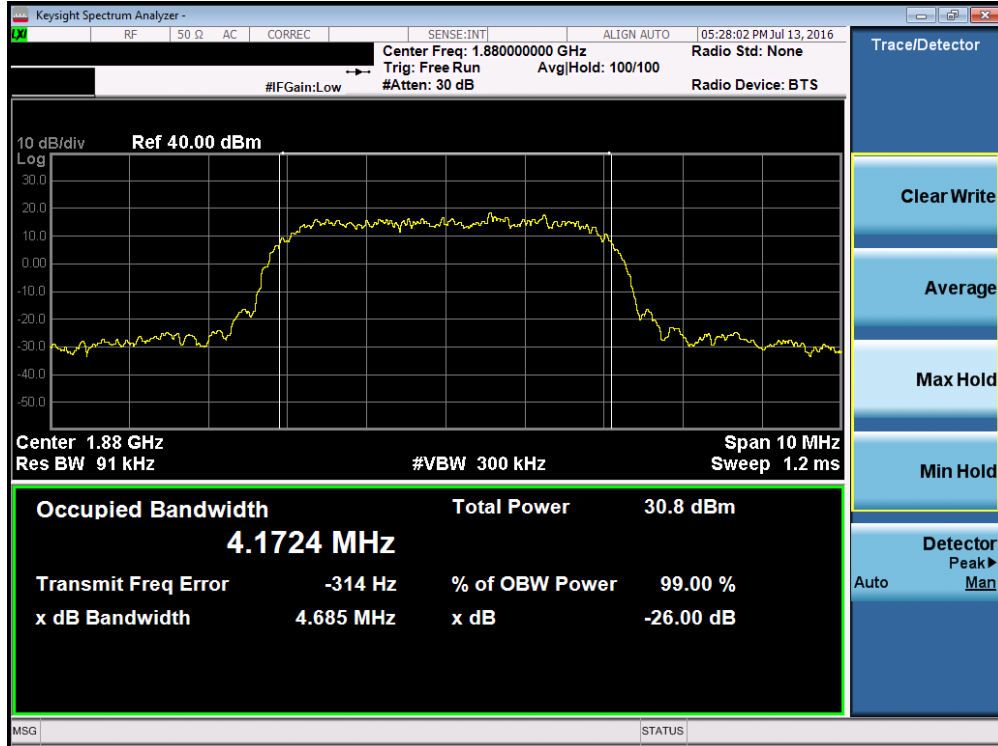 Keysight Spectrum Analyzer -
LXI RF 50 Ω AC CORREC SENSE:INT ALIGN AUTO 05:28:02 PM Jul 13, 2016
Center Freq: 1.880000000 GHz Radio Std: None
Trig: Free Run Avg|Hold: 100/100
#IFGain:Low #Atten: 30 dB Radio Device: BTS
10 dB/div Ref 40.00 dBm
Log
30.0
20.0
10.0
0.00
-10.0
-20.0
-30.0
-40.0
-50.0
Center 1.88 GHz Span 10 MHz
Res BW 91 kHz #VBW 300 kHz Sweep 1.2 ms
Occupied Bandwidth Total Power 30.8 dBm
4.1724 MHz
Transmit Freq Error -314 Hz % of OBW Power 99.00 %
x dB Bandwidth 4.685 MHz x dB -26.00 dB
Trace/Detector
Clear Write
Average
Max Hold
Min Hold
Detector
Peak▶
Auto Man
MSG STATUS